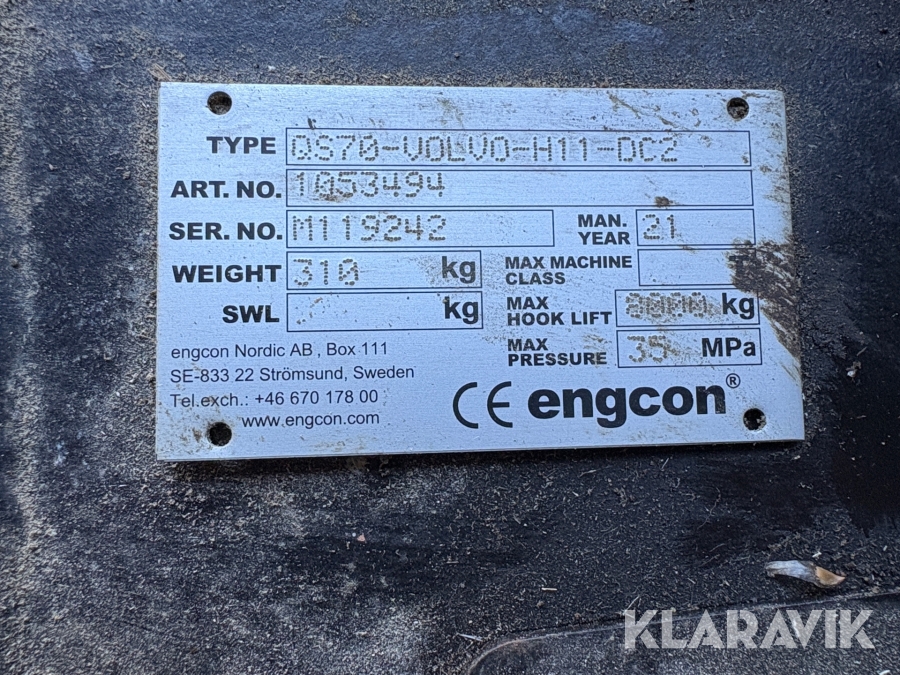 TYPE QS70-VOLVO-H11-DC2
ART. NO. 1053494
SER. NO. M119242 MAN. YEAR 21
WEIGHT 310 kg MAX MACHINE CLASS T
SWL kg MAX HOOK LIFT 8000 kg
MAX PRESSURE 35 MPa
engcon Nordic AB, Box 111
SE-833 22 Strömsund, Sweden
Tel.exch.: +46 670 178 00
www.engcon.com
CE engcon®
KLARAVIK